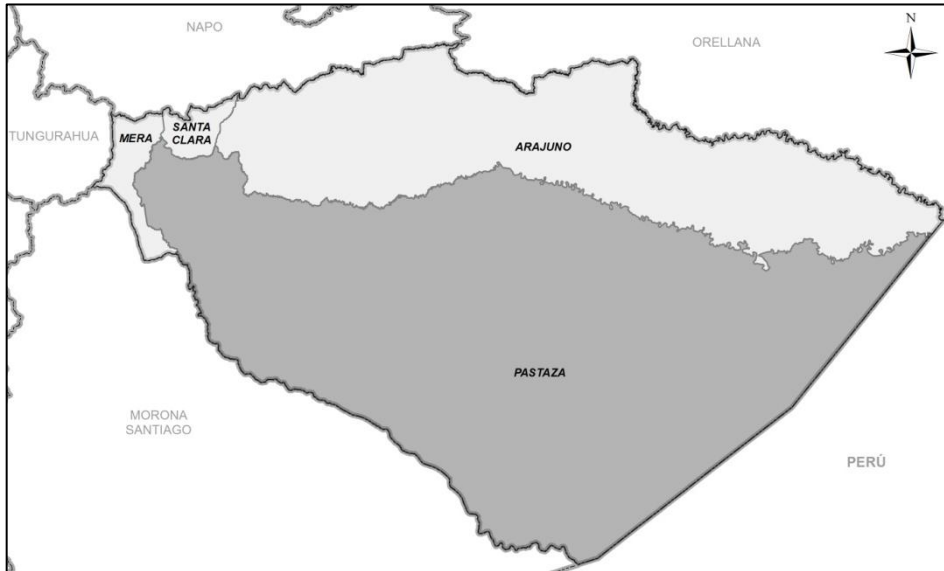 NAPO
ORELLANA
N
TUNGURAHUA
MERA
SANTA
CLARA
ARAJUNO
PASTAZA
MORONA
SANTIAGO
PERÚ